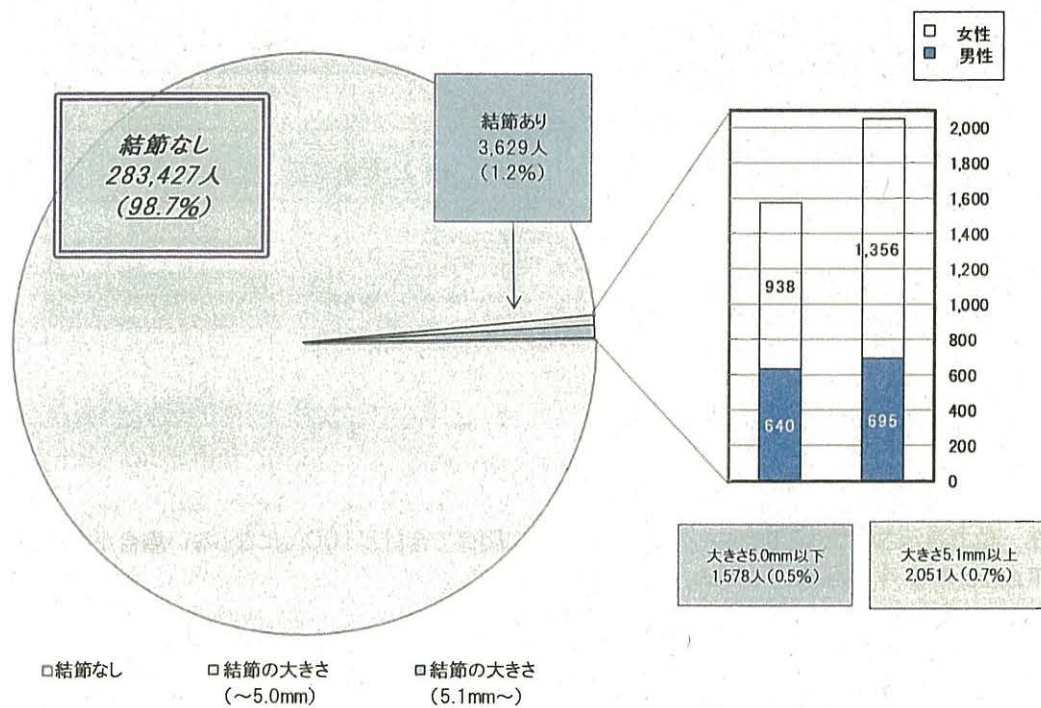 □ 女性
■ 男性
結節なし
283,427人
(98.7%)
結節あり
3,629人
(1.2%)
2,000
1,800
1,600
1,400
1,200
1,000
800
600
400
200
0
1,356
938
640
695
大きさ5.0mm以下
1,578人(0.5%)
大きさ5.1mm以上
2,051人(0.7%)
□結節なし
□結節の大きさ
(~5.0mm)
■結節の大きさ
(5.1mm~)